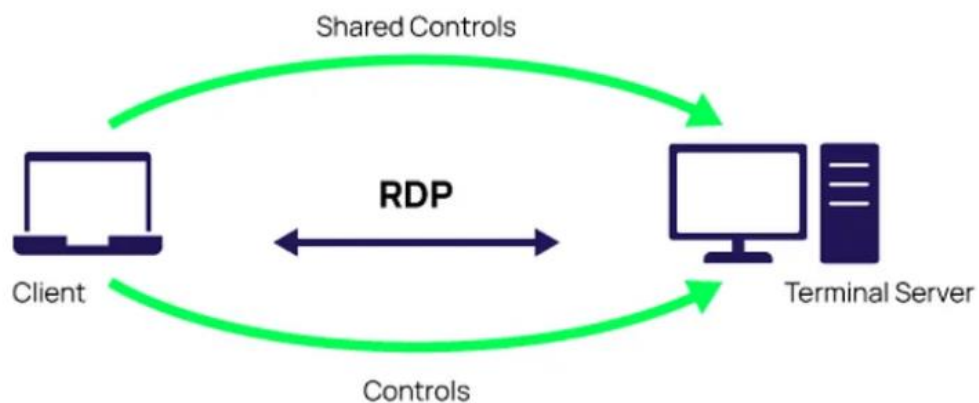 Shared Controls
RDP
Client
Terminal Server
Controls